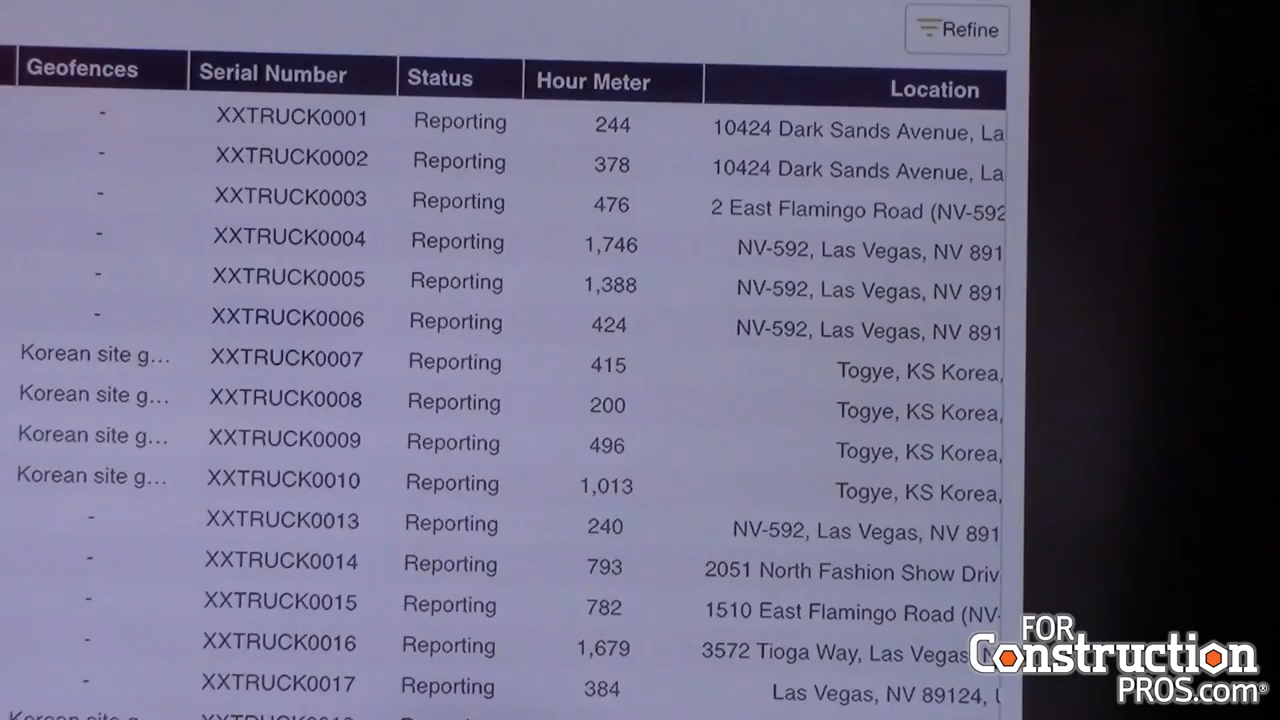 Refine
Geofences Serial Number Status Hour Meter Location
- XXTRUCK0001 Reporting 244 10424 Dark Sands Avenue, La
- XXTRUCK0002 Reporting 378 10424 Dark Sands Avenue, La
- XXTRUCK0003 Reporting 476 2 East Flamingo Road (NV-592
- XXTRUCK0004 Reporting 1,746 NV-592, Las Vegas, NV 891
- XXTRUCK0005 Reporting 1,388 NV-592, Las Vegas, NV 891
- XXTRUCK0006 Reporting 424 NV-592, Las Vegas, NV 891
Korean site g... XXTRUCK0007 Reporting 415 Togye, KS Korea,
Korean site g... XXTRUCK0008 Reporting 200 Togye, KS Korea,
Korean site g... XXTRUCK0009 Reporting 496 Togye, KS Korea,
Korean site g... XXTRUCK0010 Reporting 1,013 Togye, KS Korea,
- XXTRUCK0013 Reporting 240 NV-592, Las Vegas, NV 891
- XXTRUCK0014 Reporting 793 2051 North Fashion Show Driv
- XXTRUCK0015 Reporting 782 1510 East Flamingo Road (NV-
- XXTRUCK0016 Reporting 1,679 3572 Tioga Way, Las Vegas,
- XXTRUCK0017 Reporting 384 Las Vegas, NV 89124,
Korean site g
FOR
Construction
PROS.com®